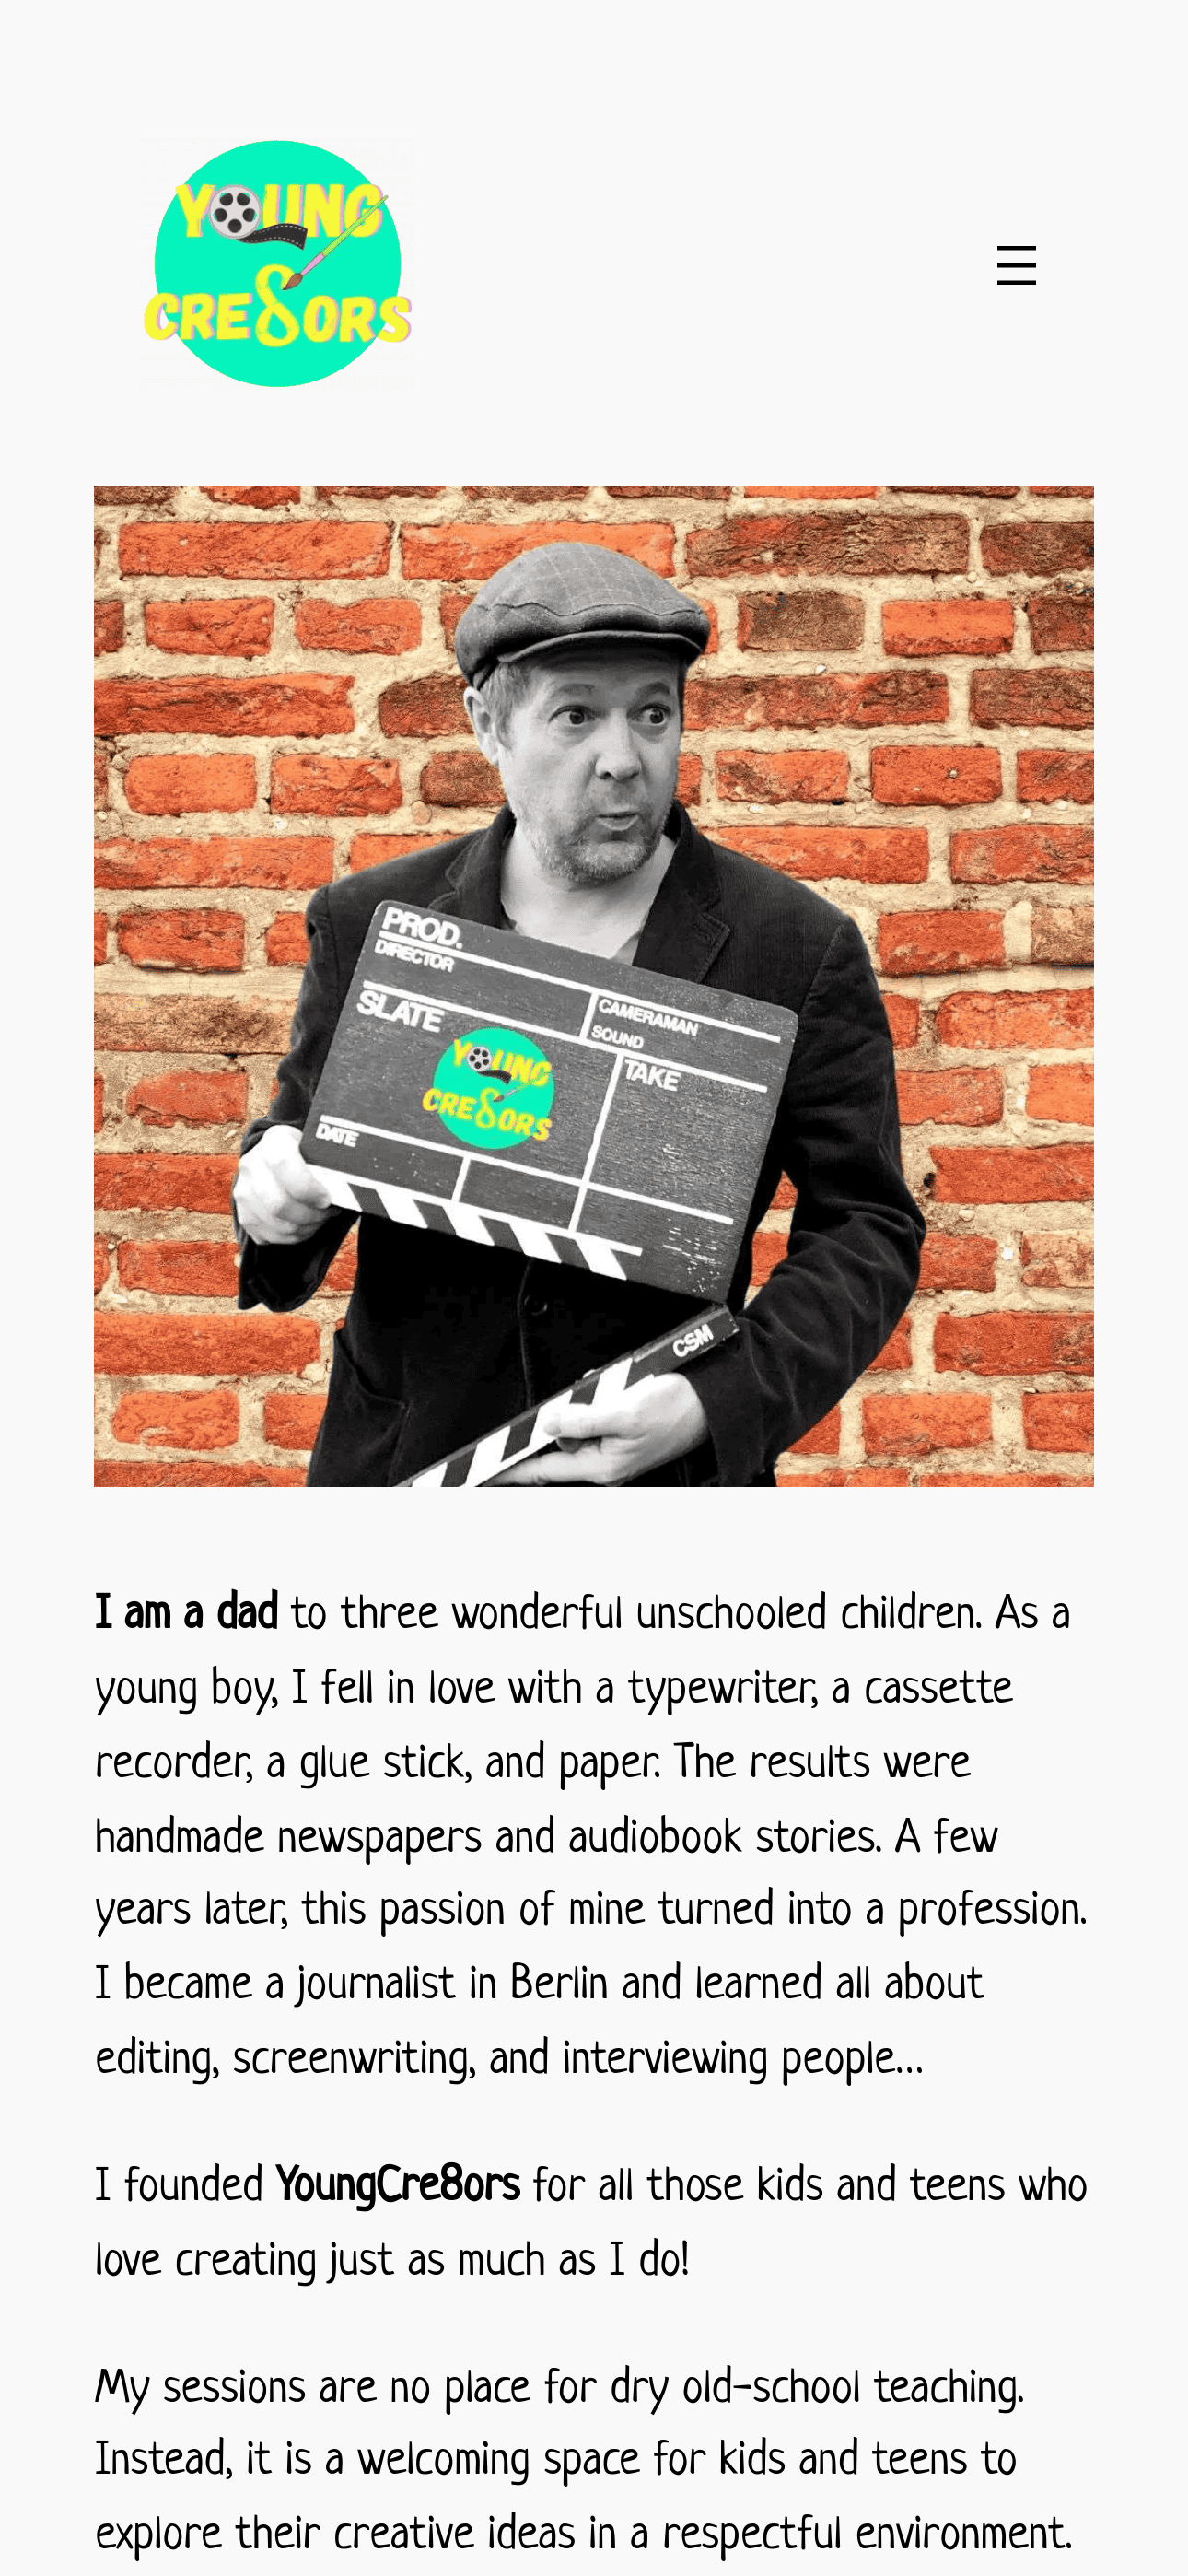 YOUNG
CRE8ORS
PROD.
DIRECTOR
CAMERAMAN
SLATE
SOUND
TAKE
YOUNG
CRE8ORS
DATE
CSM
I am a dad to three wonderful unschooled children. As a
young boy, I fell in love with a typewriter, a cassette
recorder, a glue stick, and paper. The results were
handmade newspapers and audiobook stories. A few
years later, this passion of mine turned into a profession.
I became a journalist in Berlin and learned all about
editing, screenwriting, and interviewing people…
I founded YoungCre8ors for all those kids and teens who
love creating just as much as I do!
My sessions are no place for dry old-school teaching.
Instead, it is a welcoming space for kids and teens to
explore their creative ideas in a respectful environment.